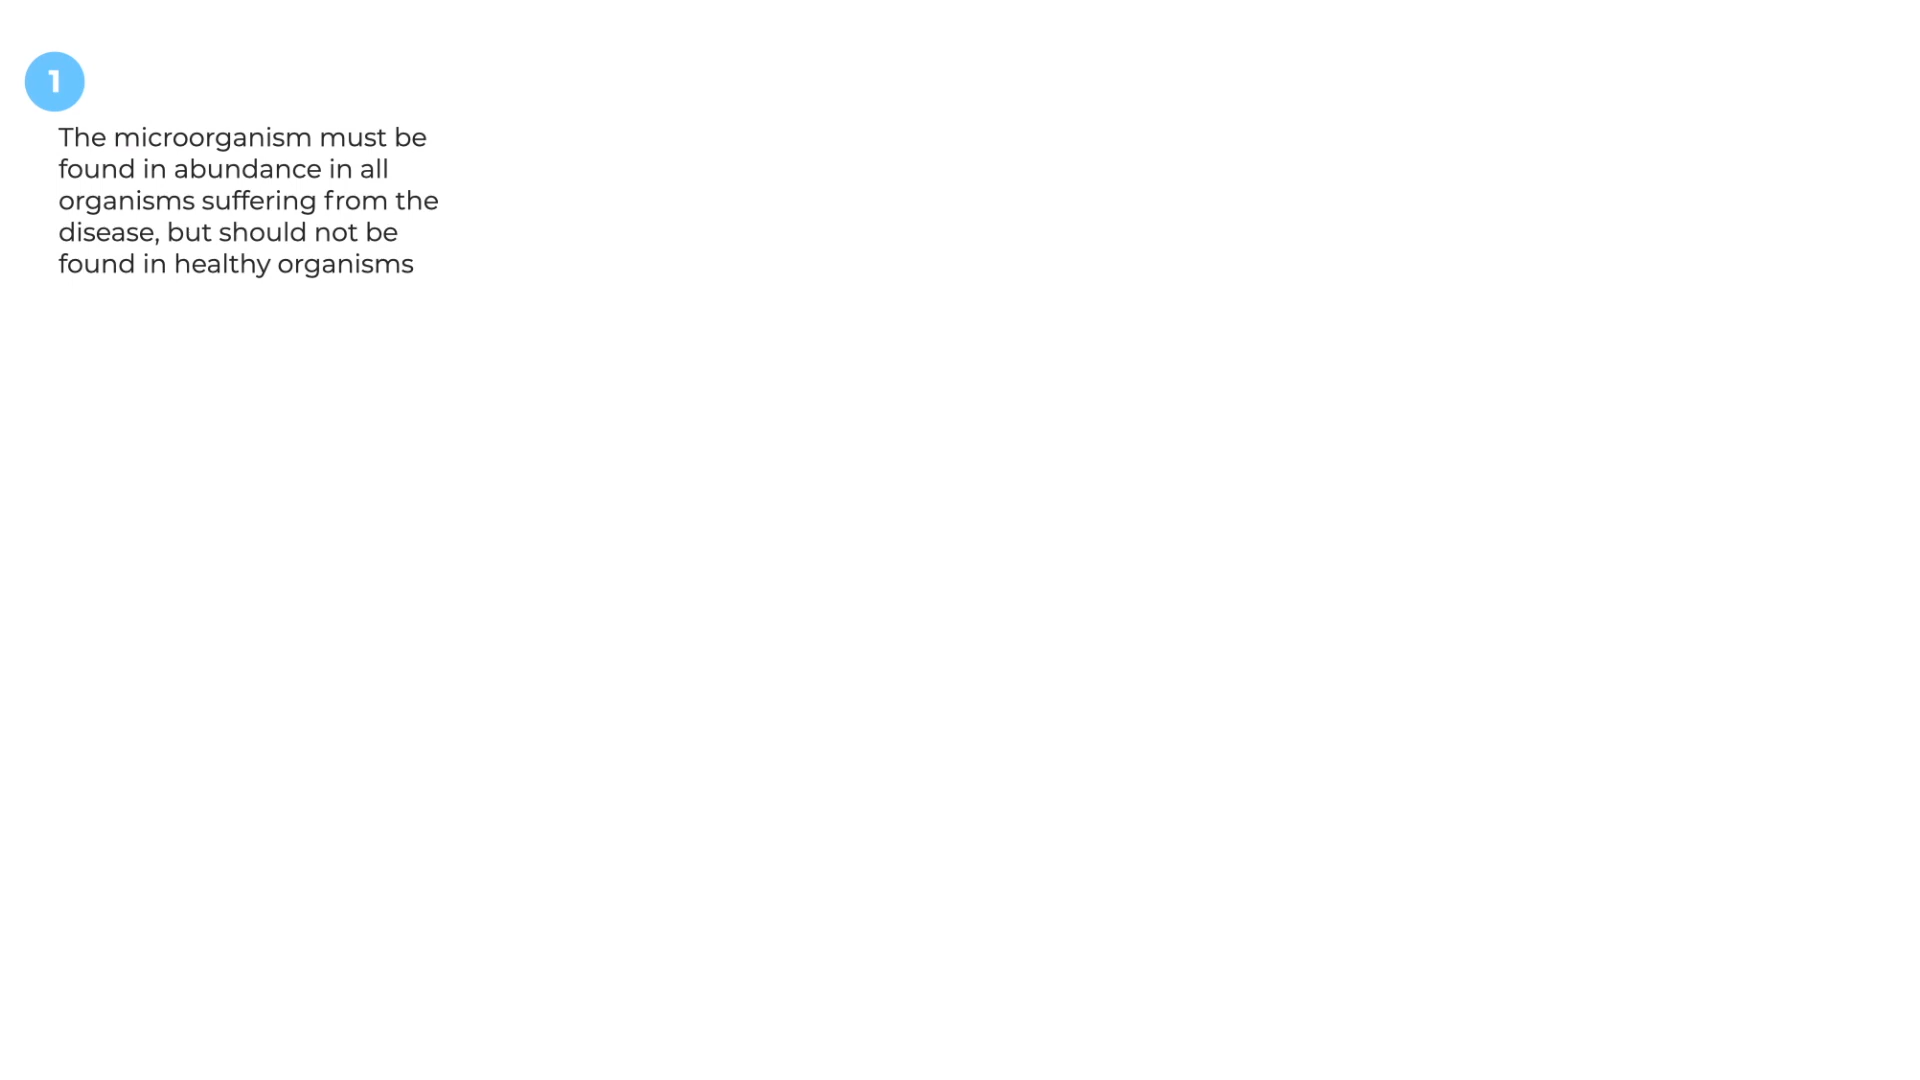 1
The microorganism must be
found in abundance in all
organisms suffering from the
disease, but should not be
found in healthy organisms